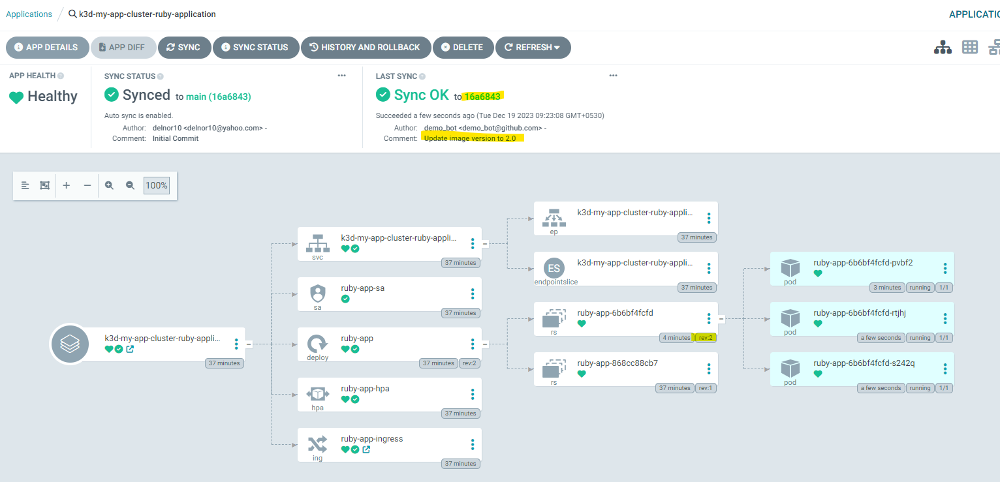 Applications / k3d-my-app-cluster-ruby-application
APPLICATIO
APP DETAILS APP DIFF SYNC SYNC STATUS HISTORY AND ROLLBACK DELETE REFRESH
APP HEALTH
Healthy
SYNC STATUS
Synced to main (16a6843)
Auto sync is enabled.
Author: delnor10 <delnor10@yahoo.com> -
Comment: Initial Commit
LAST SYNC
Sync OK to 16a6843
Succeeded a few seconds ago (Tue Dec 19 2023 09:23:08 GMT+0530)
Author: demo_bot <demo_bot@github.com> -
Comment: Update image version to 2.0
100%
k3d-my-app-cluster-ruby-appli...
37 minutes
k3d-my-app-cluster-ruby-appli...
svc
37 minutes
ruby-app-sa
sa
37 minutes
ruby-app
deploy
37 minutes rev:2
ruby-app-hpa
hpa
37 minutes
ruby-app-ingress
ing
37 minutes
k3d-my-app-cluster-ruby-appli...
ep
37 minutes
k3d-my-app-cluster-ruby-appli...
ES
endpointslice
37 minutes
ruby-app-6b6bf4fcfd
rs
4 minutes rev:2
ruby-app-868cc88cb7
rs
37 minutes rev:1
ruby-app-6b6bf4fcfd-pvbf2
pod
3 minutes running 1/1
ruby-app-6b6bf4fcfd-rtjhj
pod
a few seconds running 1/1
ruby-app-6b6bf4fcfd-s242q
pod
a few seconds running 1/1